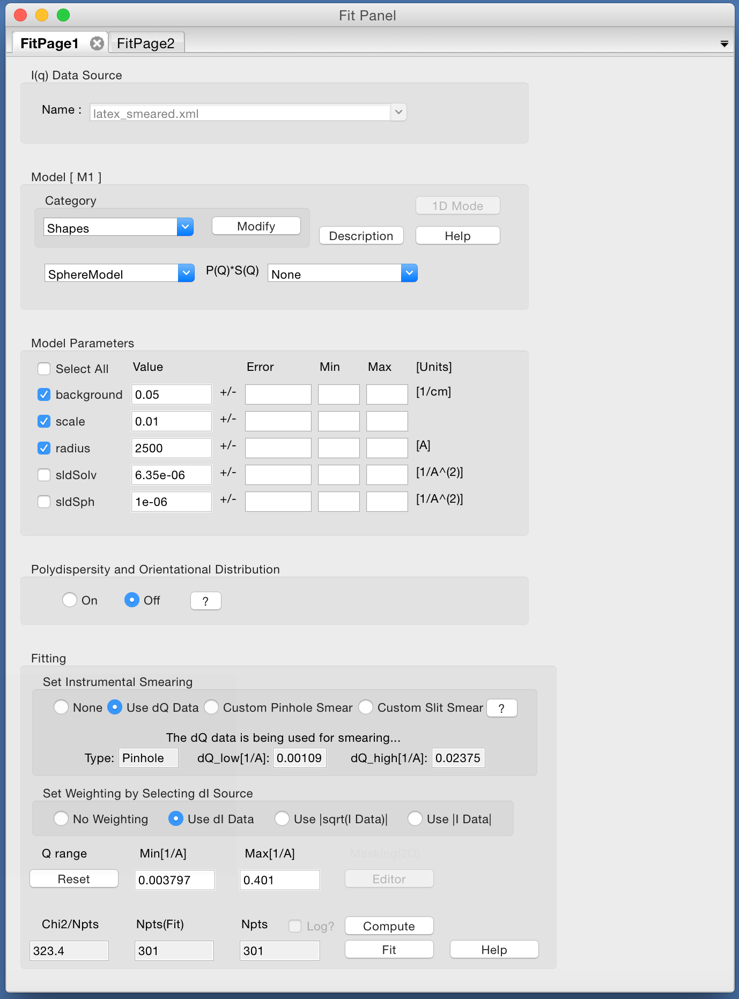 Fit Panel
FitPage1 FitPage2
I(q) Data Source
Name : latex_smeared.xml
Model [ M1 ]
Category
1D Mode
Shapes Modify
Description Help
SphereModel P(Q)*S(Q) None
Model Parameters
Select All Value Error Min Max [Units]
background 0.05 +/- [1/cm]
scale 0.01 +/-
radius 2500 +/- [A]
sldSolv 6.35e-06 +/- [1/A^(2)]
sldSph 1e-06 +/- [1/A^(2)]
Polydispersity and Orientational Distribution
On Off ?
Fitting
Set Instrumental Smearing
None Use dQ Data Custom Pinhole Smear Custom Slit Smear ?
The dQ data is being used for smearing...
Type: Pinhole dQ_low[1/A]: 0.00109 dQ_high[1/A]: 0.02375
Set Weighting by Selecting dI Source
No Weighting Use dI Data Use |sqrt(I Data)| Use |I Data|
Q range Min[1/A] Max[1/A] Masking(2D)
Reset 0.003797 0.401 Editor
Chi2/Npts Npts(Fit) Npts Log? Compute
323.4 301 301 Fit Help